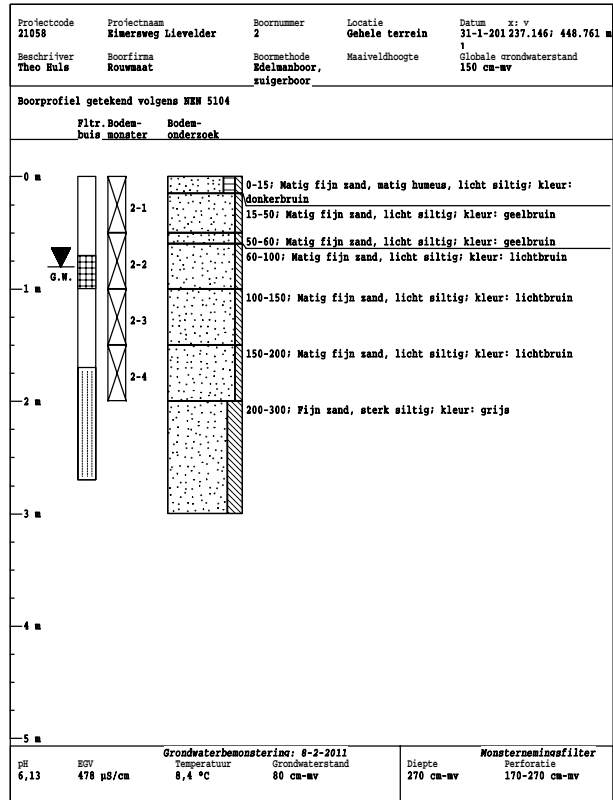 Projectcode Projectnaam Boornummer Locatie Datum x: y
21058 Eimersweg Lievelder 2 Gehele terrein 31-1-201 237.146; 448.761 m
1
Beschrijver Boorfirma Boormethode Maaiveldhoogte Globale grondwaterstand
Theo Huls Rouwmaat Edelmanboor, 150 cm-mv
zuigerboor
Boorprofiel getekend volgens NEN 5104
Fltr. Bodem- Bodem-
buis monster onderzoek
0 m
0-15; Matig fijn zand, matig humeus, licht siltig; kleur:
donkerbruin
2-1
15-50; Matig fijn zand, licht siltig; kleur: geelbruin
50-60; Matig fijn zand, licht siltig; kleur: geelbruin
60-100; Matig fijn zand, licht siltig; kleur: lichtbruin
2-2
G.W.
1 m
100-150; Matig fijn zand, licht siltig; kleur: lichtbruin
2-3
150-200; Matig fijn zand, licht siltig; kleur: lichtbruin
2-4
2 m
200-300; Fijn zand, sterk siltig; kleur: grijs
3 m
4 m
5 m
Grondwaterbemonstering: 8-2-2011 Monsternemingsfilter
pH EGV Temperatuur Grondwaterstand Diepte Perforatie
6,13 478 µS/cm 8,4 °C 80 cm-mv 270 cm-mv 170-270 cm-mv